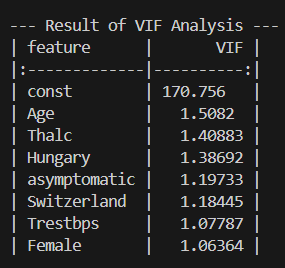 --- Result of VIF Analysis ---
| feature      |        VIF |
|:-------------|-----------:|
| const        | 170.756    |
| Age          |   1.5082   |
| Thalc        |   1.40883  |
| Hungary      |   1.38692  |
| asymptomatic |   1.19733  |
| Switzerland  |   1.18445  |
| Trestbps     |   1.07787  |
| Female       |   1.06364  |